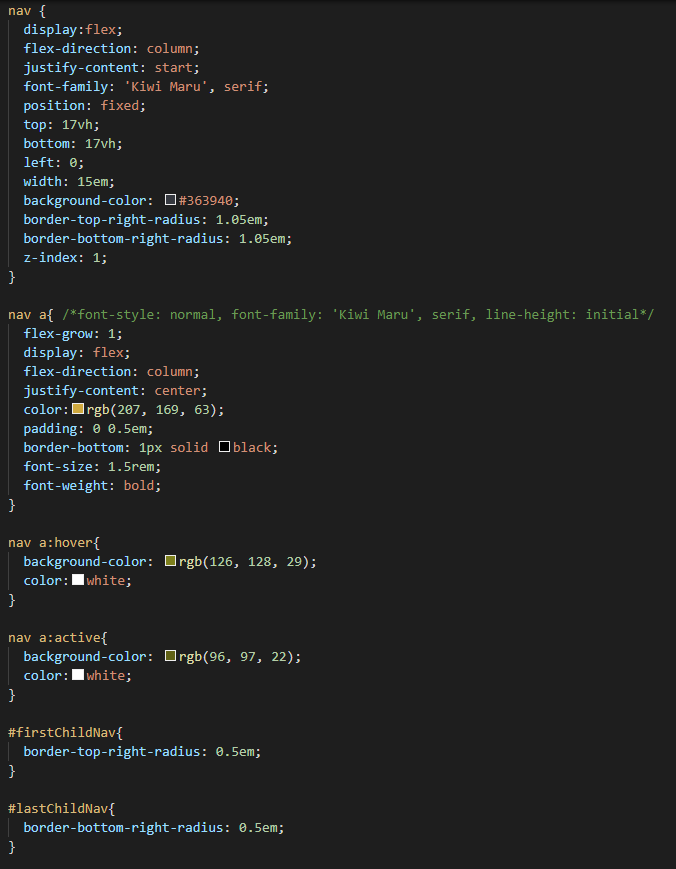 nav {
display:flex;
flex-direction: column;
justify-content: start;
font-family: 'Kiwi Maru', serif;
position: fixed;
top: 17vh;
bottom: 17vh;
left: 0;
width: 15em;
background-color: #363940;
border-top-right-radius: 1.05em;
border-bottom-right-radius: 1.05em;
z-index: 1;
}
nav a{ /*font-style: normal, font-family: 'Kiwi Maru', serif, line-height: initial*/
flex-grow: 1;
display: flex;
flex-direction: column;
justify-content: center;
color:rgb(207, 169, 63);
padding: 0 0.5em;
border-bottom: 1px solid black;
font-size: 1.5rem;
font-weight: bold;
}
nav a:hover{
background-color: rgb(126, 128, 29);
color:white;
}
nav a:active{
background-color: rgb(96, 97, 22);
color:white;
}
#firstChildNav{
border-top-right-radius: 0.5em;
}
#lastChildNav{
border-bottom-right-radius: 0.5em;
}